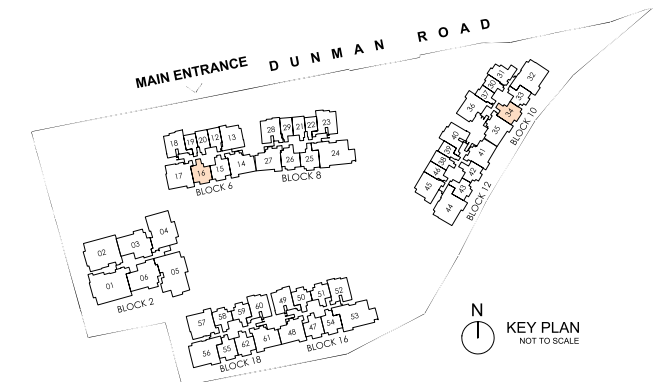 DUNMAN ROAD
MAIN ENTRANCE
18 19 20 12 13
17 16 15 14
BLOCK 6
28 29 21 22 23
27 26 25 24
BLOCK 8
31 32
30
37 33
36 34
35
BLOCK 10
40
39 41
38
46 42
45 43
44
BLOCK 12
04
02 03
01 06 05
BLOCK 2
57 58 59 60
56 55 62 61
BLOCK 18
49 50 51 52
48 47 54 53
BLOCK 16
N
KEY PLAN
NOT TO SCALE